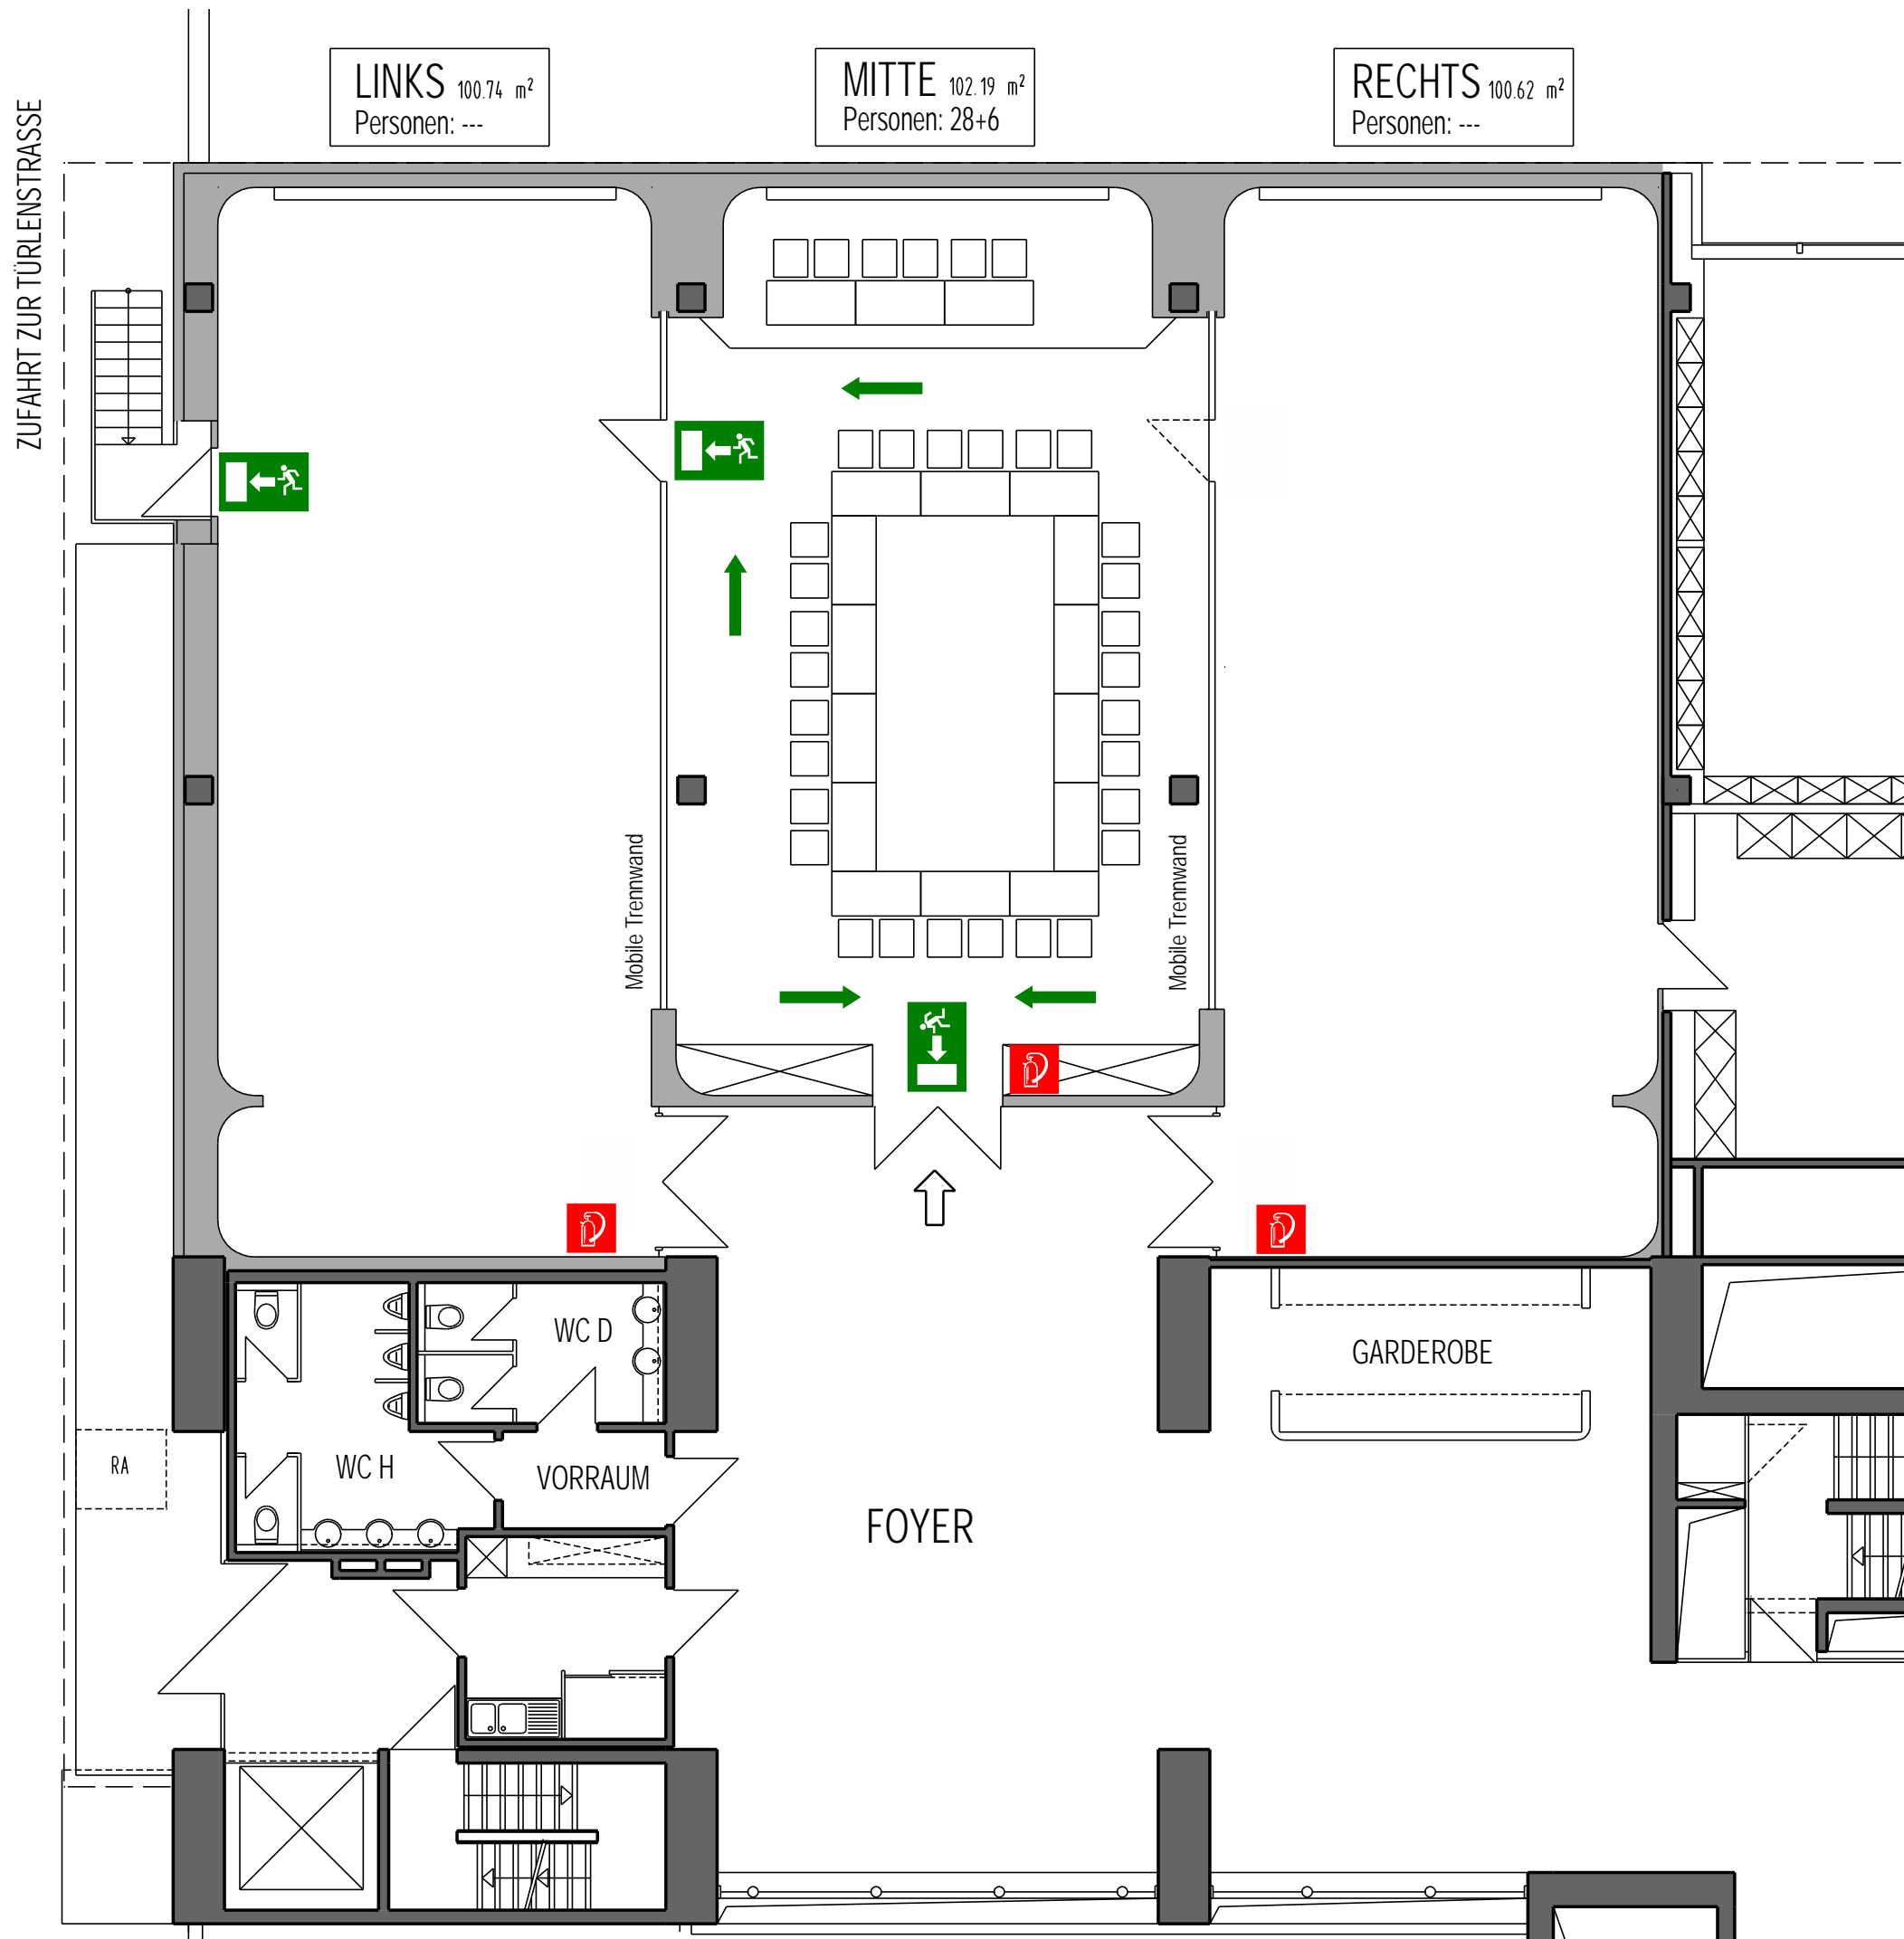 LINKS 100.74 m²
Personen: ---
MITTE 102.19 m²
Personen: 28+6
RECHTS 100.62 m²
Personen: ---
ZUFAHRT ZUR TÜRLENSTRASSE
Mobile Trennwand
Mobile Trennwand
WC D
GARDEROBE
RA
WC H
VORRAUM
FOYER